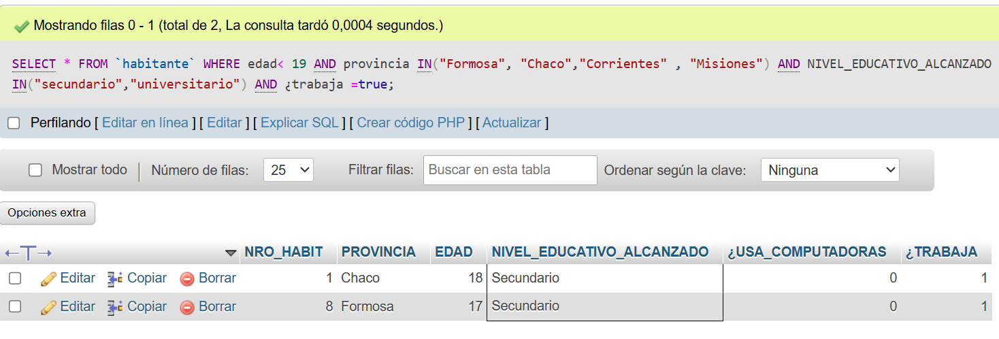 Mostrando filas 0 - 1 (total de 2, La consulta tardó 0,0004 segundos.)
SELECT * FROM `habitante` WHERE edad< 19 AND provincia IN("Formosa", "Chaco","Corrientes" , "Misiones") AND NIVEL_EDUCATIVO_ALCANZADO
IN("secundario","universitario") AND ¿trabaja =true;
Perfilando [ Editar en línea ] [ Editar ] [ Explicar SQL ] [ Crear código PHP ] [ Actualizar ]
Mostrar todo | Número de filas: 25 Filtrar filas: Buscar en esta tabla Ordenar según la clave: Ninguna
Opciones extra
←T→ NRO_HABIT PROVINCIA EDAD NIVEL_EDUCATIVO_ALCANZADO ¿USA_COMPUTADORAS ¿TRABAJA
Editar Copiar Borrar 1 Chaco 18 Secundario 0 1
Editar Copiar Borrar 8 Formosa 17 Secundario 0 1